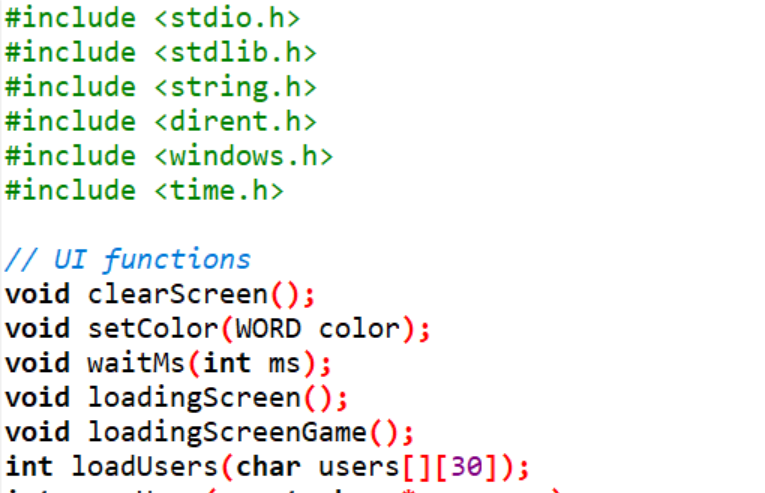 #include <stdio.h>
#include <stdlib.h>
#include <string.h>
#include <dirent.h>
#include <windows.h>
#include <time.h>
// UI functions
void clearScreen();
void setColor(WORD color);
void waitMs(int ms);
void loadingScreen();
void loadingScreenGame();
int loadUsers(char users[][30]);